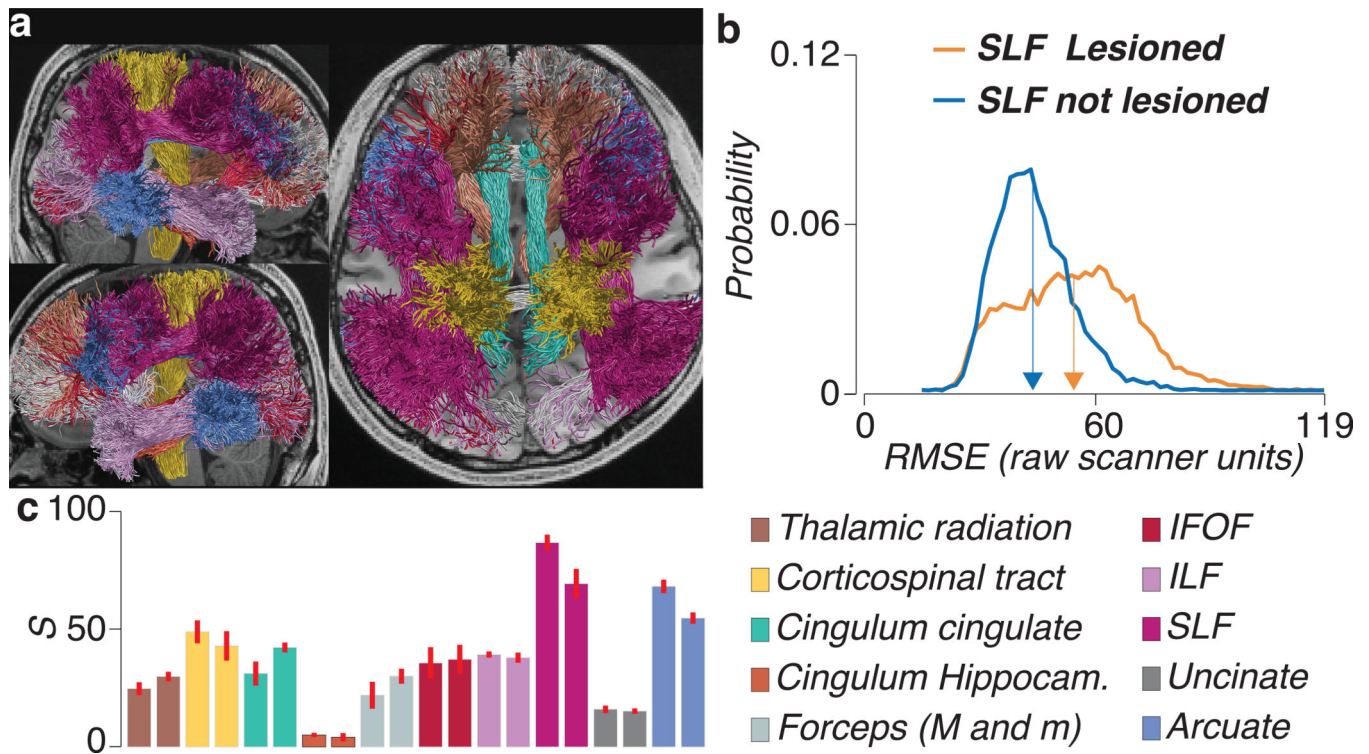 a
b
0.12
0.06
0
Probability
SLF Lesioned
SLF not lesioned
0
60
119
RMSE (raw scanner units)
c
100
50
0
S
Thalamic radiation
Corticospinal tract
Cingulum cingulate
Cingulum Hippocam.
Forceps (M and m)
IFOF
ILF
SLF
Uncinate
Arcuate